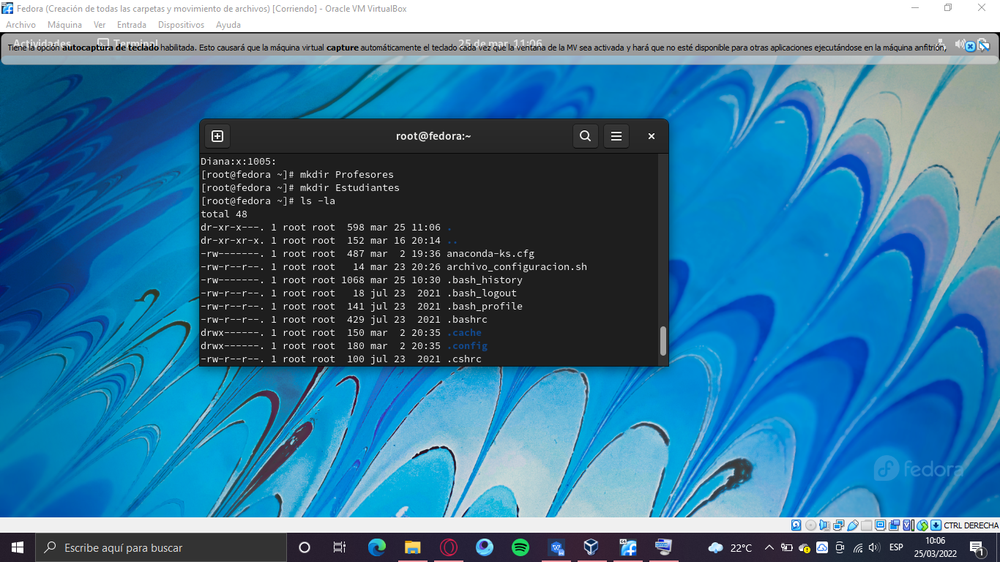 Fedora (Creación de todas las carpetas y movimiento de archivos) [Corriendo] - Oracle VM VirtualBox
Archivo Máquina Ver Entrada Dispositivos Ayuda
Actividades Terminal 25 de mar 11:06
Tiene la opción autocaptura de teclado habilitada. Esto causará que la máquina virtual capture automáticamente el teclado cada vez que la ventana de la MV sea activada y hará que no esté disponible para otras aplicaciones ejecutándose en la máquina anfitrión,
root@fedora:~
Diana:x:1005:
[root@fedora ~]# mkdir Profesores
[root@fedora ~]# mkdir Estudiantes
[root@fedora ~]# ls -la
total 48
dr-xr-x---. 1 root root  598 mar 25 11:06 .
dr-xr-xr-x. 1 root root  152 mar 16 20:14 ..
-rw-------. 1 root root  487 mar  2 19:36 anaconda-ks.cfg
-rw-r--r--. 1 root root   14 mar 23 20:26 archivo_configuracion.sh
-rw-------. 1 root root 1068 mar 25 10:30 .bash_history
-rw-r--r--. 1 root root   18 jul 23  2021 .bash_logout
-rw-r--r--. 1 root root  141 jul 23  2021 .bash_profile
-rw-r--r--. 1 root root  429 jul 23  2021 .bashrc
drwx------. 1 root root  150 mar  2 20:35 .cache
drwx------. 1 root root  180 mar  2 20:35 .config
-rw-r--r--. 1 root root  100 jul 23  2021 .cshrc
fedora
CTRL DERECHA
Escribe aquí para buscar
22°C
ESP
10:06
25/03/2022
1